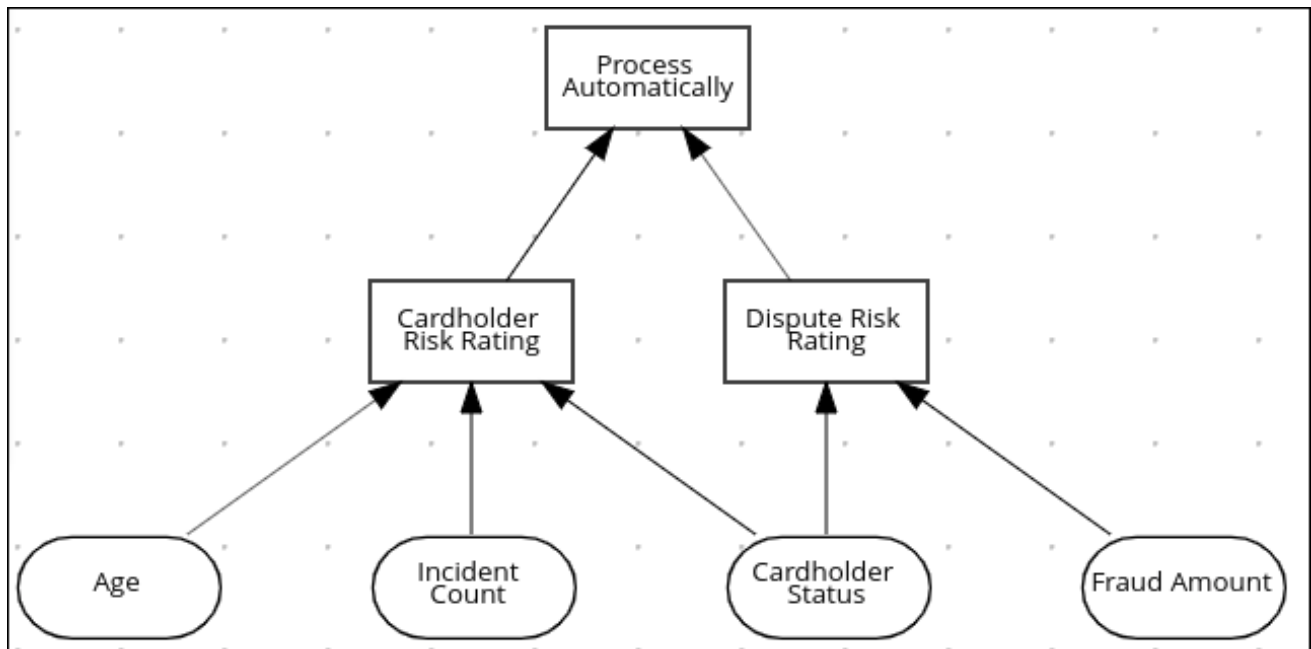 Process
Automatically
Cardholder
Risk Rating
Dispute Risk
Rating
Age
Incident
Count
Cardholder
Status
Fraud Amount